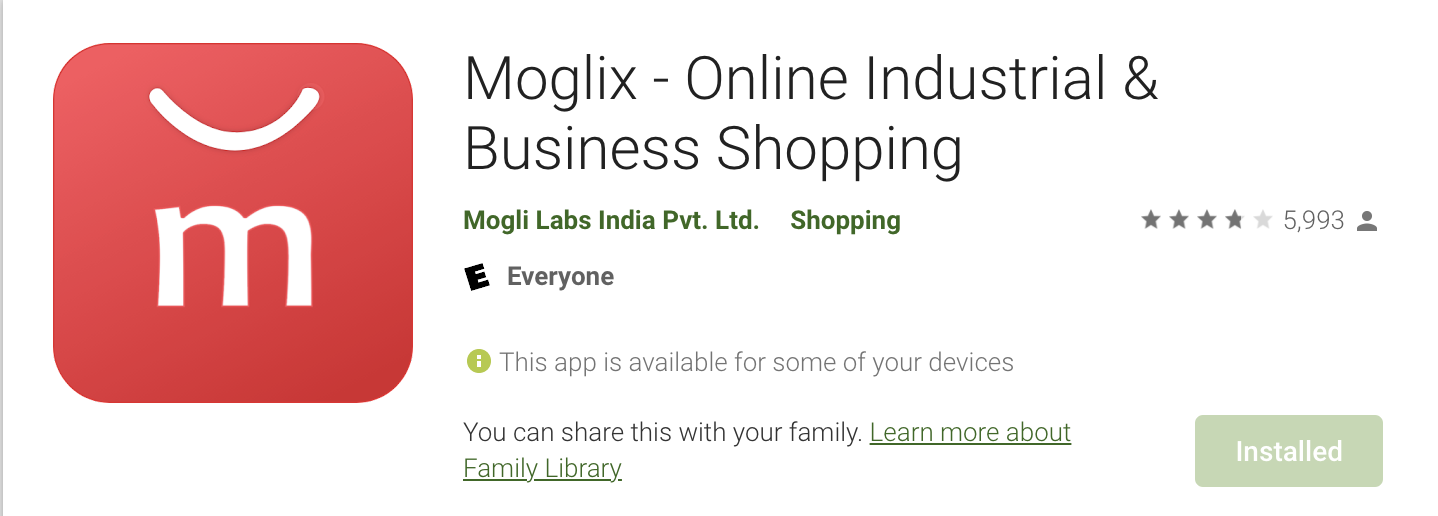 m
Moglix - Online Industrial &
Business Shopping
Mogli Labs India Pvt. Ltd. Shopping
5,993
E Everyone
This app is available for some of your devices
You can share this with your family. Learn more about
Family Library
Installed